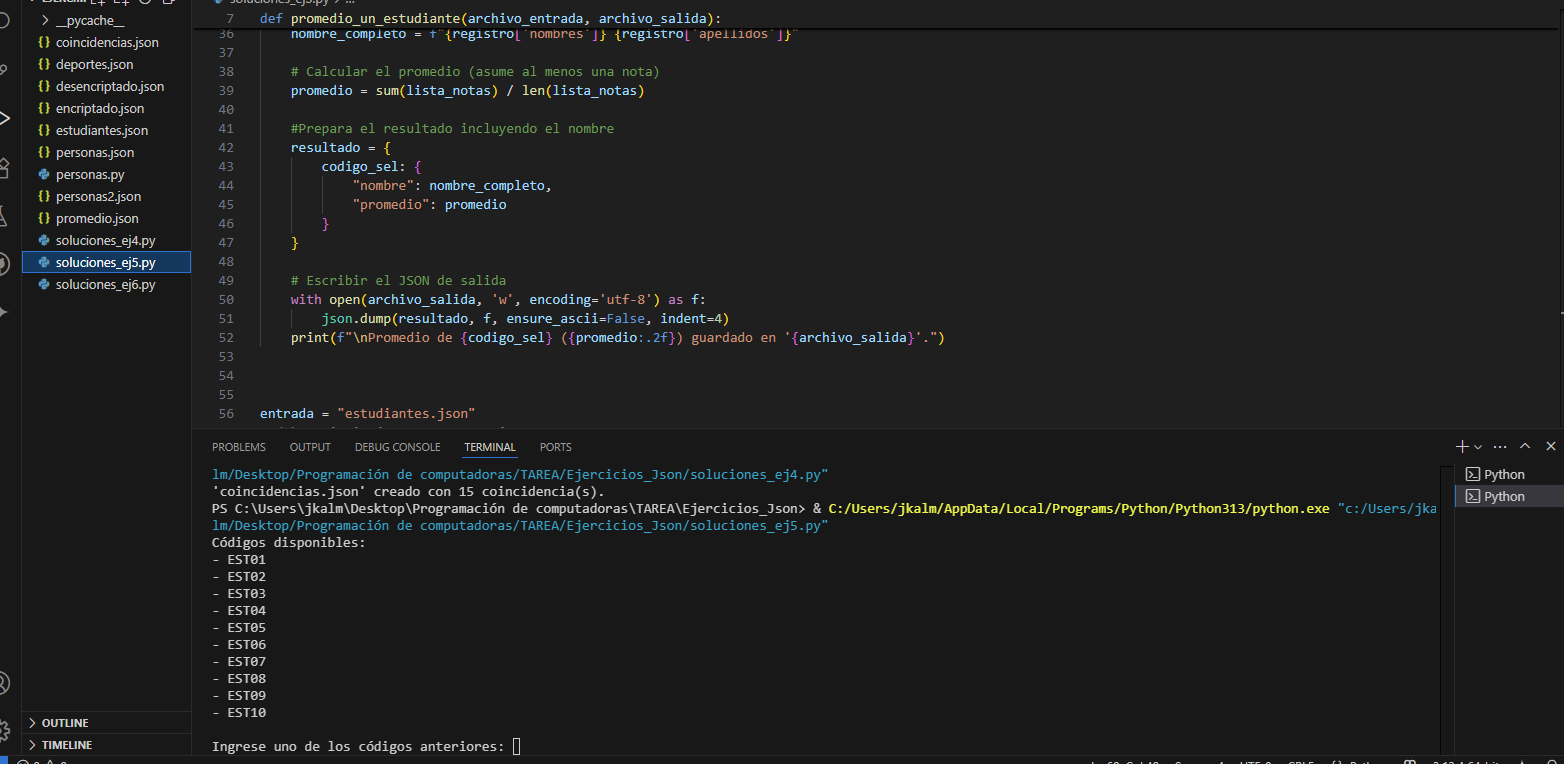 __pycache__
coincidencias.json
deportes.json
desencriptado.json
encriptado.json
estudiantes.json
personas.json
personas.py
personas2.json
promedio.json
soluciones_ej4.py
soluciones_ej5.py
soluciones_ej6.py
OUTLINE
TIMELINE
soluciones_ej5.py > ...
7 def promedio_un_estudiante(archivo_entrada, archivo_salida):
36 nombre_completo = f"{registro['nombres']} {registro['apellidos']}"
37
38 # Calcular el promedio (asume al menos una nota)
39 promedio = sum(lista_notas) / len(lista_notas)
40
41 #Prepara el resultado incluyendo el nombre
42 resultado = {
43 codigo_sel: {
44 "nombre": nombre_completo,
45 "promedio": promedio
46 }
47 }
48
49 # Escribir el JSON de salida
50 with open(archivo_salida, 'w', encoding='utf-8') as f:
51 json.dump(resultado, f, ensure_ascii=False, indent=4)
52 print(f"\nPromedio de {codigo_sel} ({promedio:.2f}) guardado en '{archivo_salida}'.")
53
54
55
56 entrada = "estudiantes.json"
PROBLEMS OUTPUT DEBUG CONSOLE TERMINAL PORTS
lm/Desktop/Programación de computadoras/TAREA/Ejercicios_Json/soluciones_ej4.py"
'coincidencias.json' creado con 15 coincidencia(s).
PS C:\Users\jkalm\Desktop\Programación de computadoras\TAREA\Ejercicios_Json> & C:/Users/jkalm/AppData/Local/Programs/Python/Python313/python.exe "c:/Users/jka
lm/Desktop/Programación de computadoras/TAREA/Ejercicios_Json/soluciones_ej5.py"
Códigos disponibles:
- EST01
- EST02
- EST03
- EST04
- EST05
- EST06
- EST07
- EST08
- EST09
- EST10
Ingrese uno de los códigos anteriores:
Python
Python